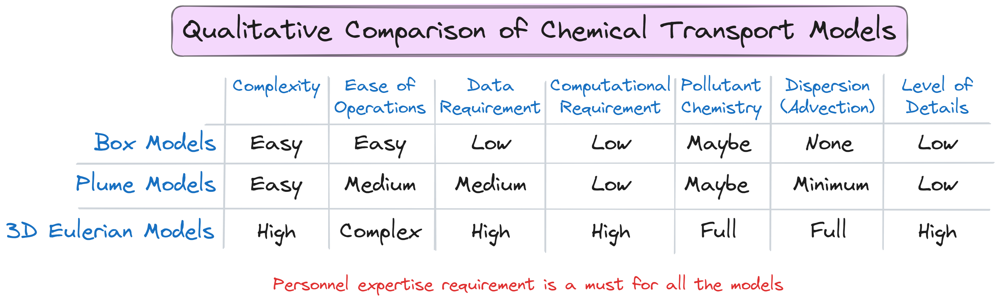 Qualitative Comparison of Chemical Transport Models
Complexity Ease of Data Computational Pollutant Dispersion Level of
Operations Requirement Requirement Chemistry (Advection) Details
Box Models Easy Easy Low Low Maybe None Low
Plume Models Easy Medium Medium Low Maybe Minimum Low
3D Eulerian Models High Complex High High Full Full High
Personnel expertise requirement is a must for all the models